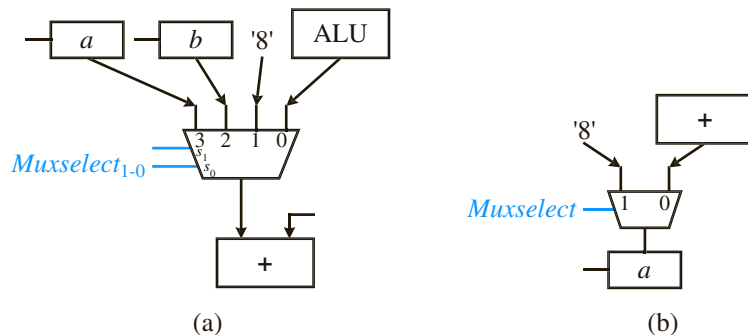 a b '8' ALU
3 2 1 0
s1
s0
Muxselect1-0
+
(a)
+
'8'
1 0
Muxselect
a
(b)